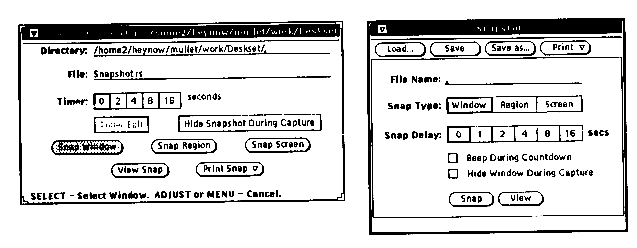 /home2/heynow/mullet/work/Deskset
Directory: /home2/heynow/mullet/work/Deskset/
File: Snapshot.rs
Timer: 0 2 4 8 16 seconds
Hide Snapshot During Capture
Snap Window Snap Region Snap Screen
View Snap Print Snap
SELECT - Select Window. ADJUST or MENU - Cancel.
Snapshot
Load... Save Save as... Print
File Name:
Snap Type: Window Region Screen
Snap Delay: 0 1 2 4 8 16 secs
Beep During Countdown
Hide Window During Capture
Snap View